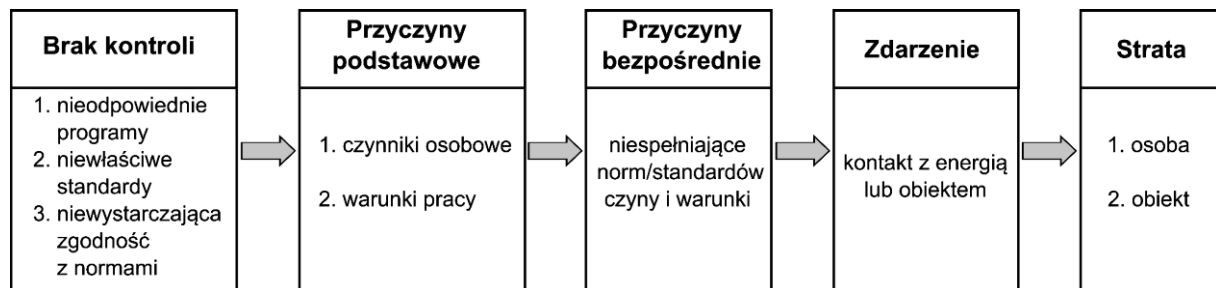 Brak kontroli
1. nieodpowiednie
programy
2. niewłaściwe
standardy
3. niewystarczająca
zgodność
z normami
Przyczyny
podstawowe
1. czynniki osobowe
2. warunki pracy
Przyczyny
bezpośrednie
niespełniające
norm/standardów
czyny i warunki
Zdarzenie
kontakt z energią
lub obiektem
Strata
1. osoba
2. obiekt